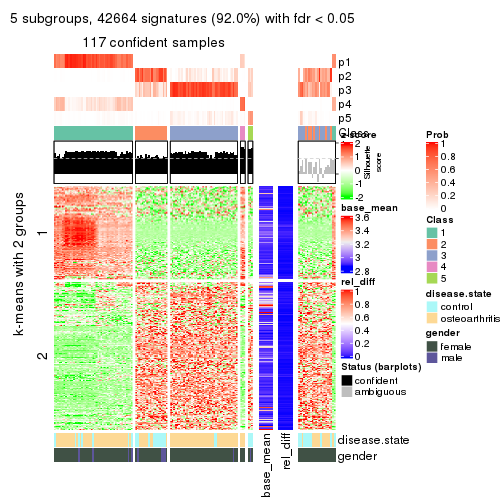 5 subgroups, 42664 signatures (92.0%) with fdr < 0.05
117 confident samples
p1
p2
p3
p4
p5
Class
Silhouette
score
1
2
k-means with 2 groups
base_mean
rel_diff
disease.state
gender
z-score
2
1
0
-1
-2
base_mean
3.6
3.4
3.2
3
2.8
rel_diff
1
0.8
0.6
0.4
0.2
0
Status (barplots)
confident
ambiguous
Prob
1
0.8
0.6
0.4
0.2
0
Class
1
2
3
4
5
disease.state
control
osteoarthritis
gender
female
male